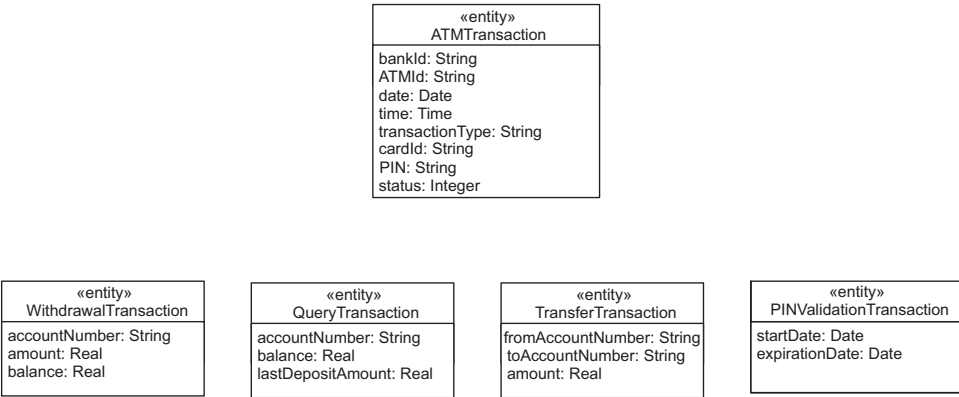 «entity»
ATMTransaction
bankId: String
ATMId: String
date: Date
time: Time
transactionType: String
cardId: String
PIN: String
status: Integer
«entity»
WithdrawalTransaction
accountNumber: String
amount: Real
balance: Real
«entity»
QueryTransaction
accountNumber: String
balance: Real
lastDepositAmount: Real
«entity»
TransferTransaction
fromAccountNumber: String
toAccountNumber: String
amount: Real
«entity»
PINValidationTransaction
startDate: Date
expirationDate: Date